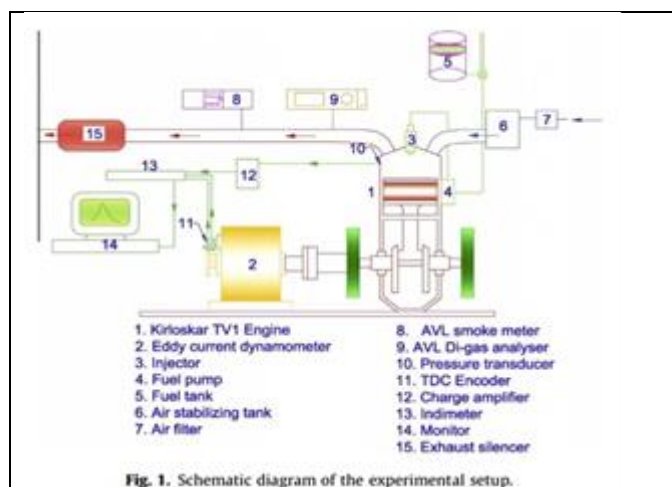 5
8
9
3
6
7
15
10
13
12
1
4
11
14
2
1. Kirloskar TV1 Engine
2. Eddy current dynamometer
3. Injector
4. Fuel pump
5. Fuel tank
6. Air stabilizing tank
7. Air filter
8. AVL smoke meter
9. AVL Di-gas analyser
10. Pressure transducer
11. TDC Encoder
12. Charge amplifier
13. Indimeter
14. Monitor
15. Exhaust silencer
Fig. 1. Schematic diagram of the experimental setup.